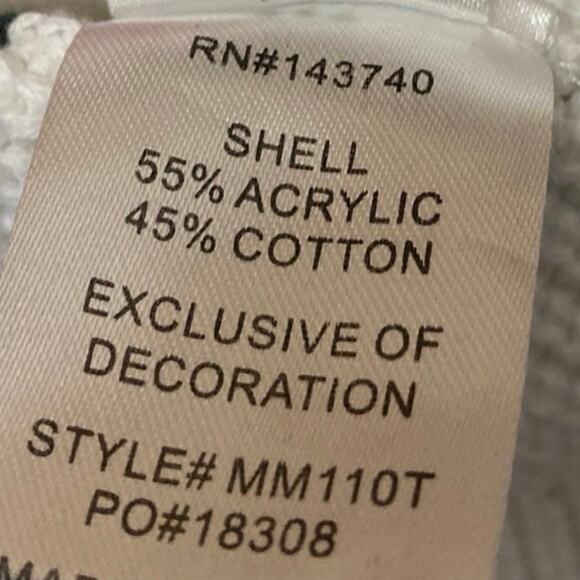 RN#143740
SHELL
55% ACRYLIC
45% COTTON
EXCLUSIVE OF
DECORATION
STYLE# MM110T
PO#18308